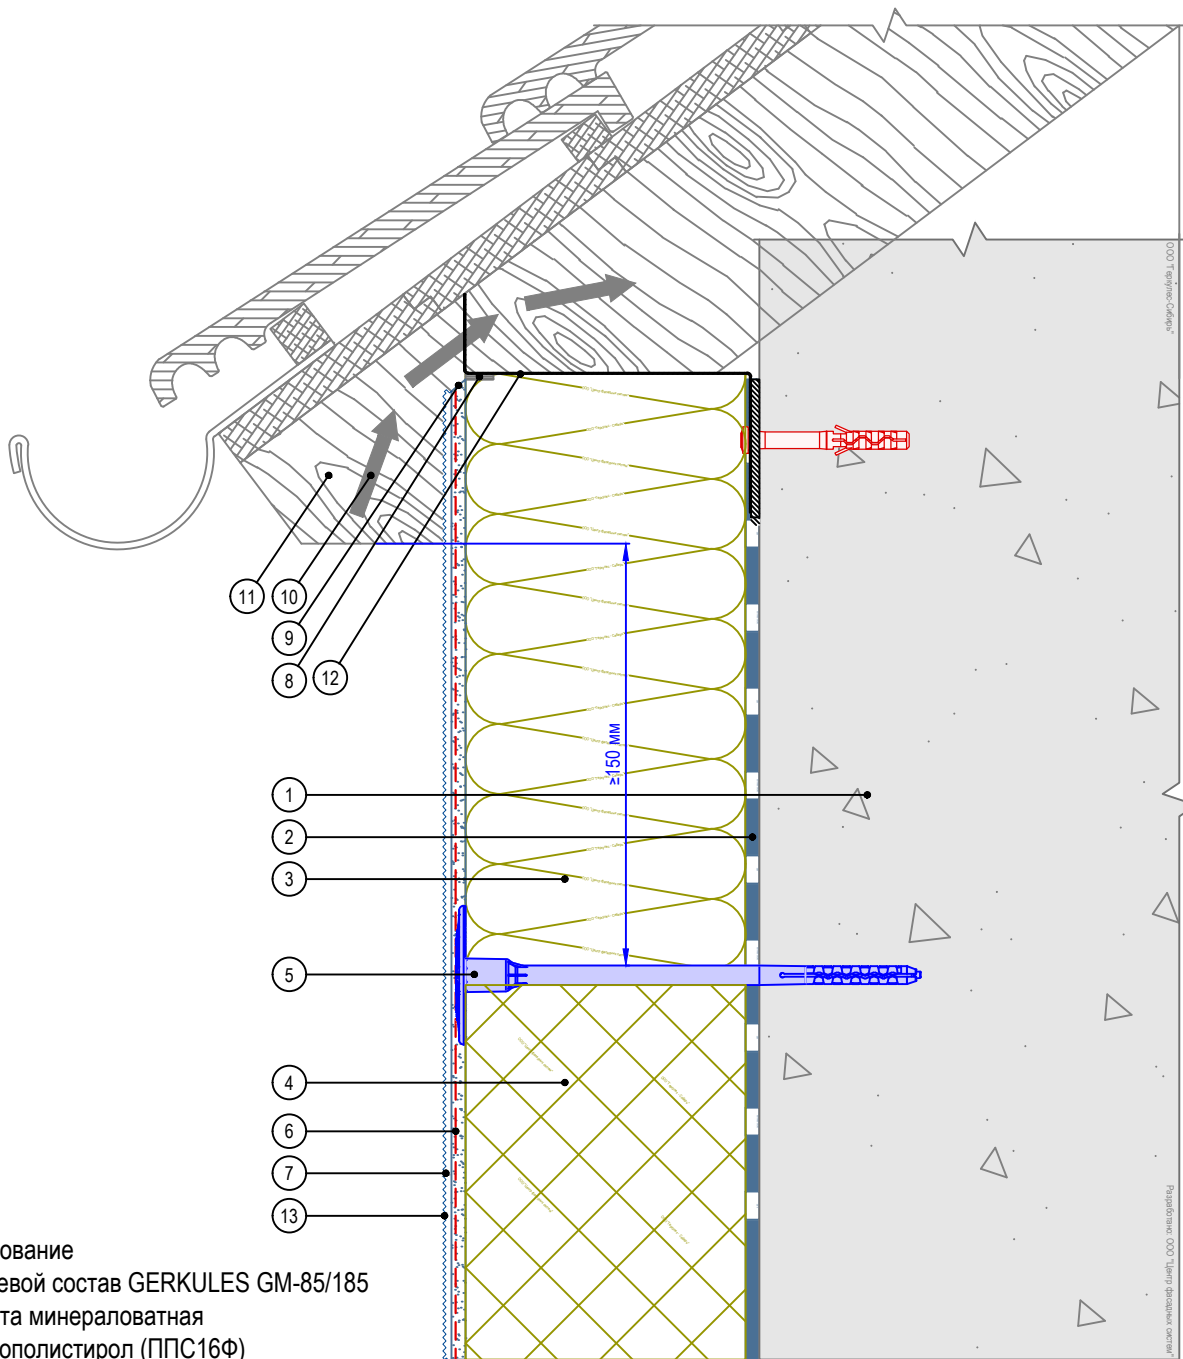 ООО "Геркулес-Сибирь"
11
10
9
8
12
≥150 мм
1
2
3
5
4
6
7
13
ование
евой состав GERKULES GM-85/185
та минераловатная
ополистирол (ППС16Ф)
Разработано: ООО "Центр фасадных систем"